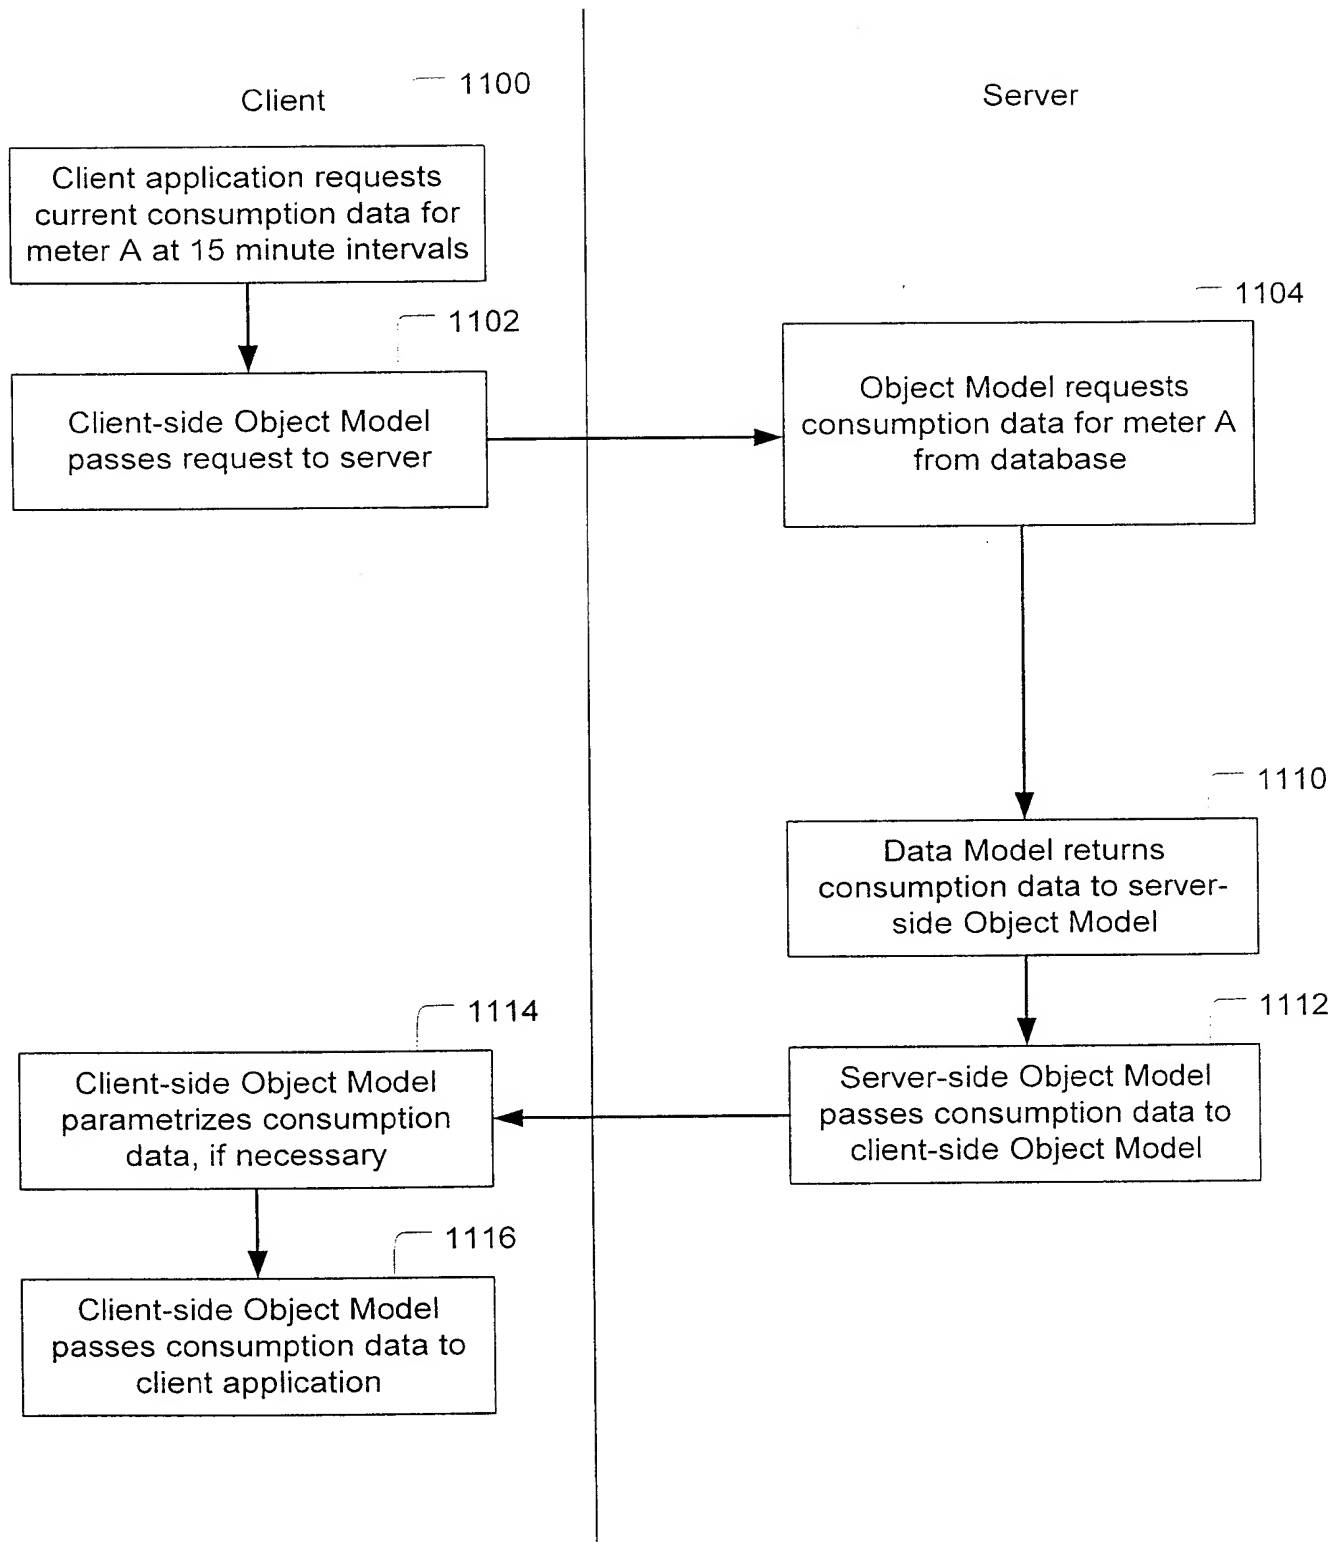 Client
1100
Server
Client application requests
current consumption data for
meter A at 15 minute intervals
1102
Client-side Object Model
passes request to server
1104
Object Model requests
consumption data for meter A
from database
1110
Data Model returns
consumption data to server-
side Object Model
1112
Server-side Object Model
passes consumption data to
client-side Object Model
1114
Client-side Object Model
parametrizes consumption
data, if necessary
1116
Client-side Object Model
passes consumption data to
client application